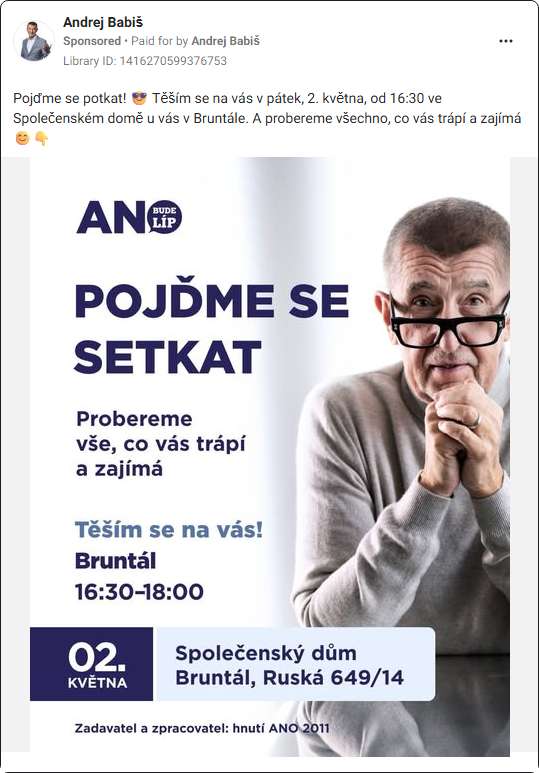 Andrej Babiš
Sponsored • Paid for by Andrej Babiš
Library ID: 1416270599376753
Pojďme se potkat! 😎 Těším se na vás v pátek, 2. května, od 16:30 ve
Společenském domě u vás v Bruntále. A probereme všechno, co vás trápí a zajímá
😊👇
ANO
BUDE
LÍP
POJĎME SE
SETKAT
Probereme
vše, co vás trápí
a zajímá
Těším se na vás!
Bruntál
16:30–18:00
02.
KVĚTNA
Společenský dům
Bruntál, Ruská 649/14
Zadavatel a zpracovatel: hnutí ANO 2011